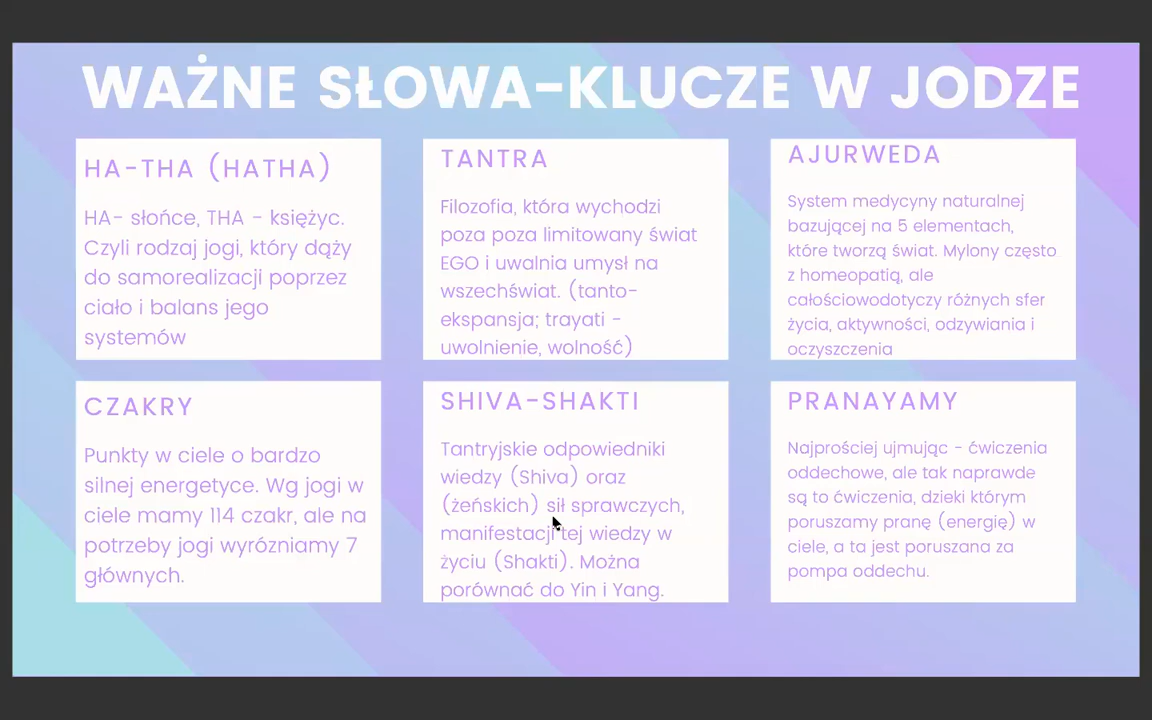 WAŻNE SŁOWA-KLUCZE W JODZE
HA-THA (HATHA)
HA- słońce, THA - księżyc.
Czyli rodzaj jogi, który dąży
do samorealizacji poprzez
ciało i balans jego
systemów
TANTRA
Filozofia, która wychodzi
poza poza limitowany świat
EGO i uwalnia umysł na
wszechświat. (tanto-
ekspansja; trayati -
uwolnienie, wolność)
AJURWEDA
System medycyny naturalnej
bazującej na 5 elementach,
które tworzą świat. Mylony często
z homeopatią, ale
całościowodotyczy różnych sfer
życia, aktywności, odzywiania i
oczyszczenia
CZAKRY
Punkty w ciele o bardzo
silnej energetyce. Wg jogi w
ciele mamy 114 czakr, ale na
potrzeby jogi wyrózniamy 7
głównych.
SHIVA-SHAKTI
Tantryjskie odpowiedniki
wiedzy (Shiva) oraz
(żeńskich) sił sprawczych,
manifestacji tej wiedzy w
życiu (Shakti). Można
porównać do Yin i Yang.
PRANAYAMY
Najprościej ujmując - ćwiczenia
oddechowe, ale tak naprawde
są to ćwiczenia, dzieki którym
poruszamy pranę (energię) w
ciele, a ta jest poruszana za
pompa oddechu.